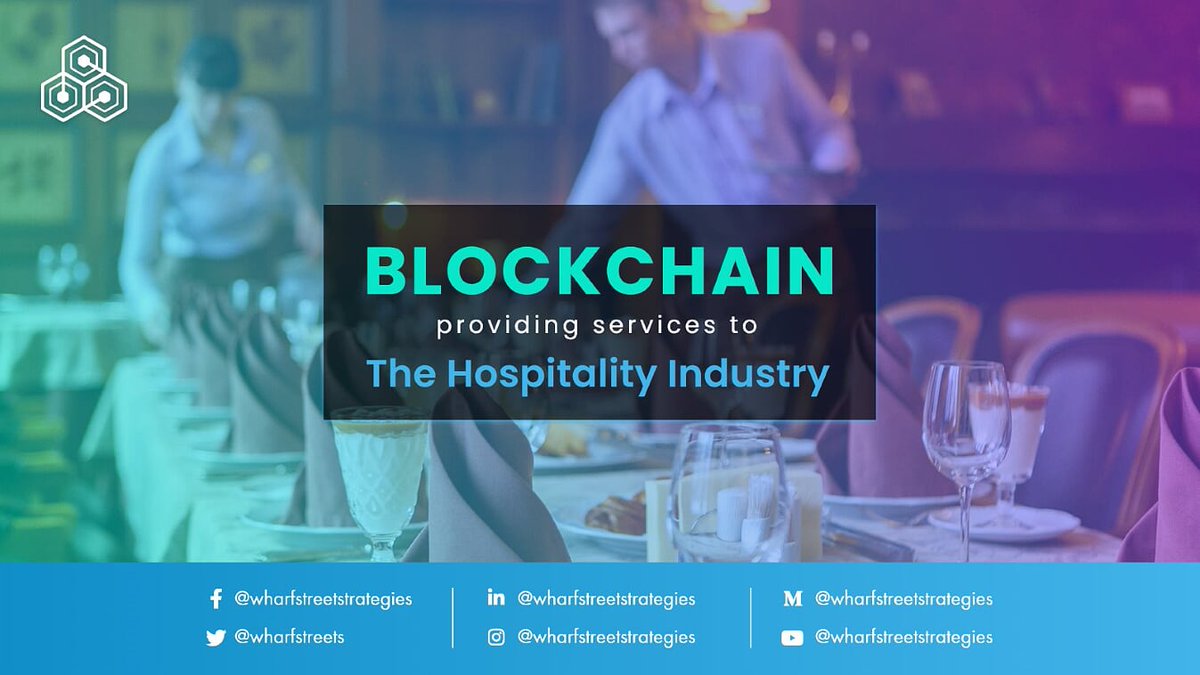 BLOCKCHAIN
providing services to
The Hospitality Industry
@wharfstreetstrategies
@wharfstreets
@wharfstreetstrategies
@wharfstreetstrategies
@wharfstreetstrategies
@wharfstreetstrategies